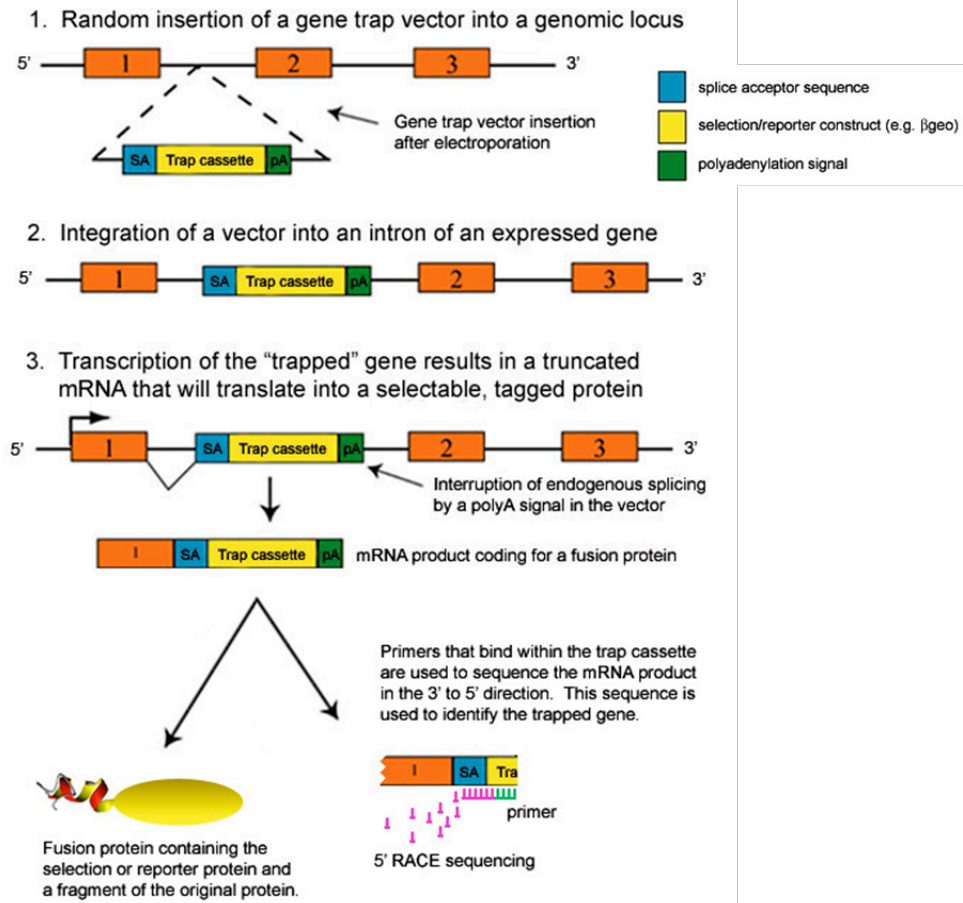 1. Random insertion of a gene trap vector into a genomic locus
5' 1 2 3 3'
splice acceptor sequence
selection/reporter construct (e.g. βgeo)
polyadenylation signal
Gene trap vector insertion
after electroporation
SA Trap cassette pA
2. Integration of a vector into an intron of an expressed gene
5' 1 SA Trap cassette pA 2 3 3'
3. Transcription of the “trapped” gene results in a truncated
mRNA that will translate into a selectable, tagged protein
5' 1 SA Trap cassette pA 2 3 3'
Interruption of endogenous splicing
by a polyA signal in the vector
1 SA Trap cassette pA mRNA product coding for a fusion protein
Primers that bind within the trap cassette
are used to sequence the mRNA product
in the 3' to 5' direction. This sequence is
used to identify the trapped gene.
1 SA Tra
primer
5' RACE sequencing
Fusion protein containing the
selection or reporter protein and
a fragment of the original protein.